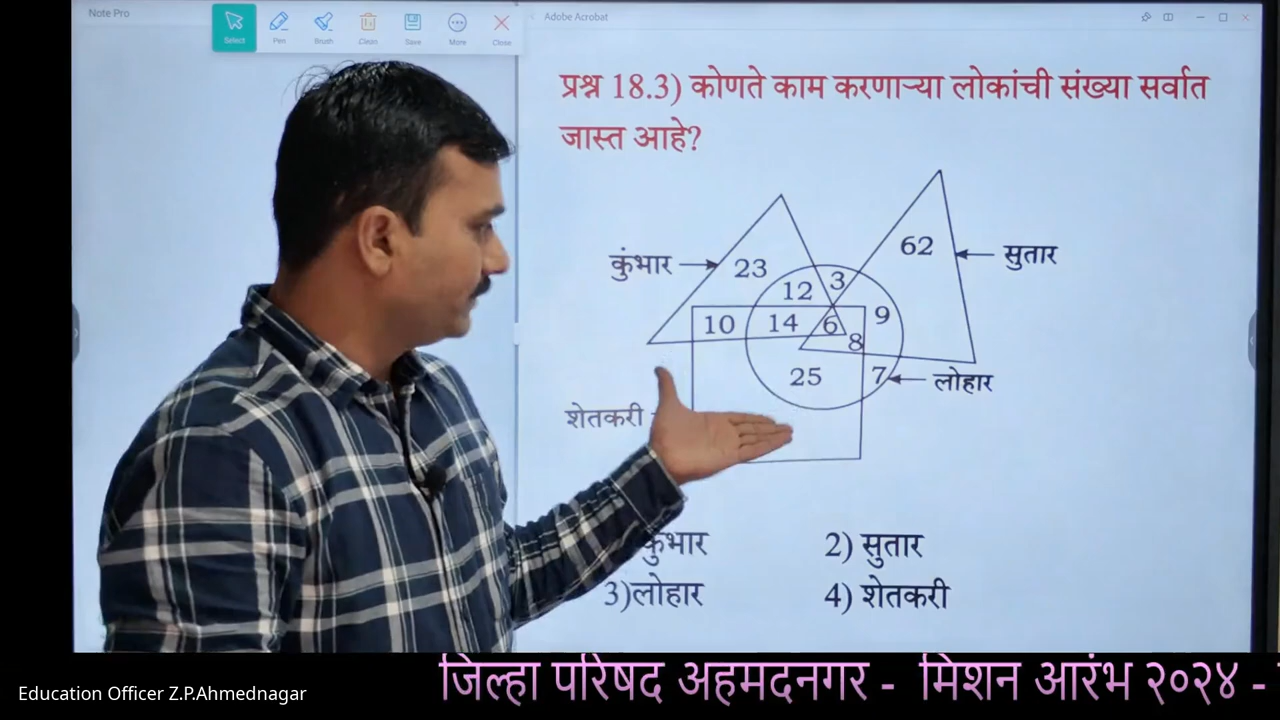 Note Pro
Select Pen Brush Clean Save More Close
Adobe Acrobat
प्रश्न 18.3) कोणते काम करणाऱ्या लोकांची संख्या सर्वात
जास्त आहे?
62
कुंभार 23 सुतार
12 3
10 14 6 9
8
25 7 लोहार
शेतकरी
कुंभार 2) सुतार
3)लोहार 4) शेतकरी
Education Officer Z.P.Ahmednagar
जिल्हा परिषद अहमदनगर - मिशन आरंभ २०२४ -